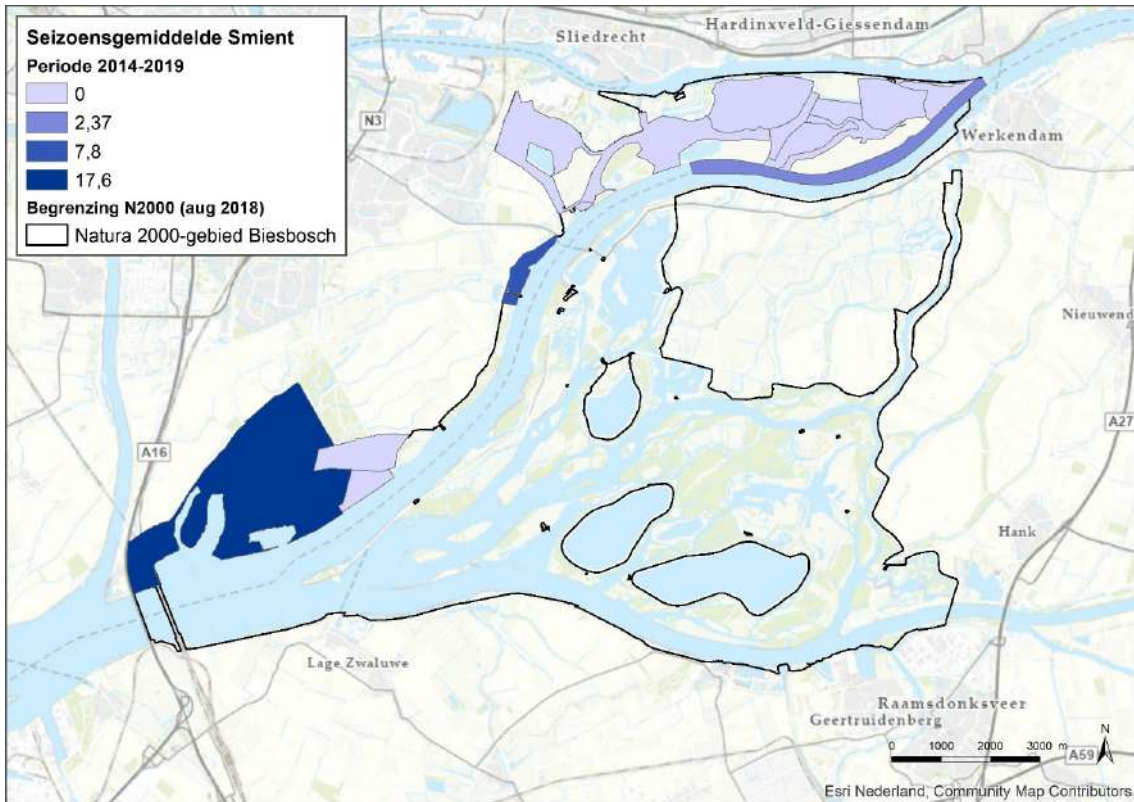 Seizoensgemiddelde Smient
Periode 2014-2019
0
2,37
7,8
17,6
Begrenzing N2000 (aug 2018)
Natura 2000-gebied Biesbosch
Hardinxveld-Giessendam
Sliedrecht
N3
Werkendam
Nieuwend
A16
A27
Hank
Lage Zwaluwe
Raamsdonksveer
Geertruidenberg
N
0 1000 2000 3000 m
A59
Esri Nederland, Community Map Contributors